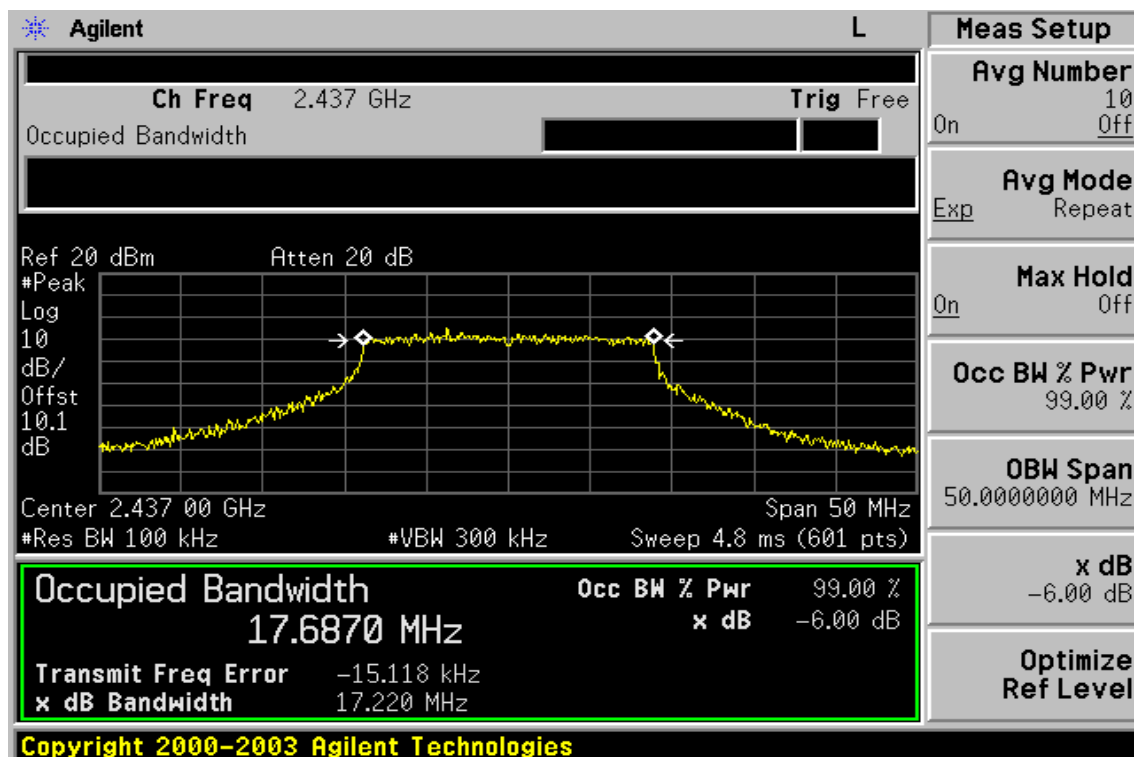 Agilent L
Ch Freq 2.437 GHz Trig Free
Occupied Bandwidth
Ref 20 dBm Atten 20 dB
#Peak
Log
10
dB/
Offst
10.1
dB
Center 2.437 00 GHz Span 50 MHz
#Res BW 100 kHz #VBW 300 kHz Sweep 4.8 ms (601 pts)
Occupied Bandwidth
17.6870 MHz
Occ BW % Pwr 99.00 %
x dB -6.00 dB
Transmit Freq Error -15.118 kHz
x dB Bandwidth 17.220 MHz
Copyright 2000-2003 Agilent Technologies
Meas Setup
Avg Number
10
On Off
Avg Mode
Exp Repeat
Max Hold
On Off
Occ BW % Pwr
99.00 %
OBW Span
50.0000000 MHz
x dB
-6.00 dB
Optimize
Ref Level